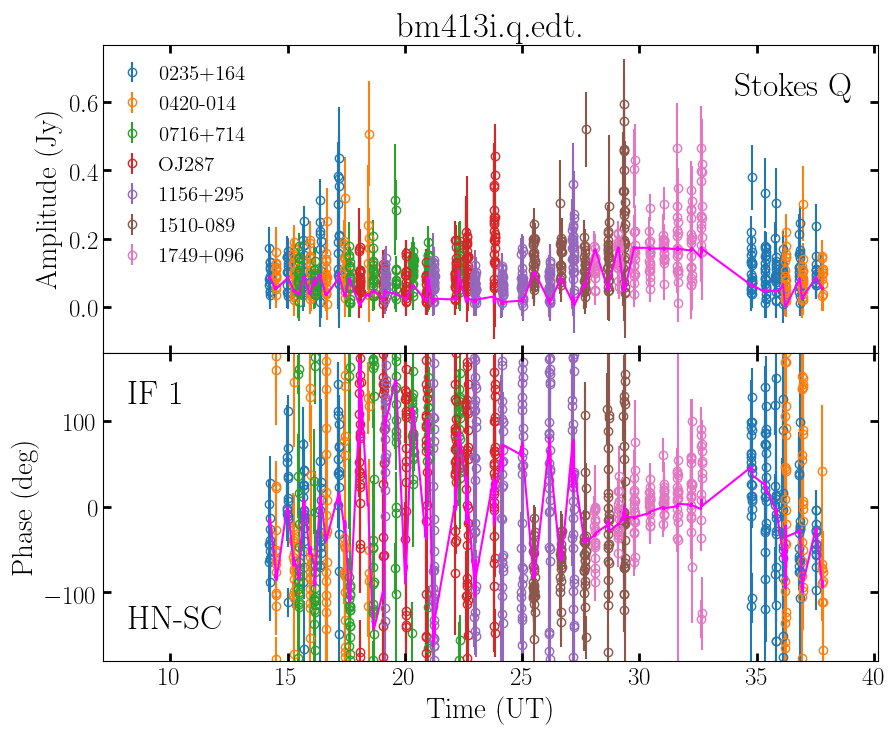 bm413i.q.edt.
Stokes Q
0235+164
0420-014
0716+714
OJ287
1156+295
1510-089
1749+096
Amplitude (Jy)
0.6
0.4
0.2
0.0
IF 1
HN-SC
Phase (deg)
100
0
−100
10 15 20 25 30 35 40
Time (UT)